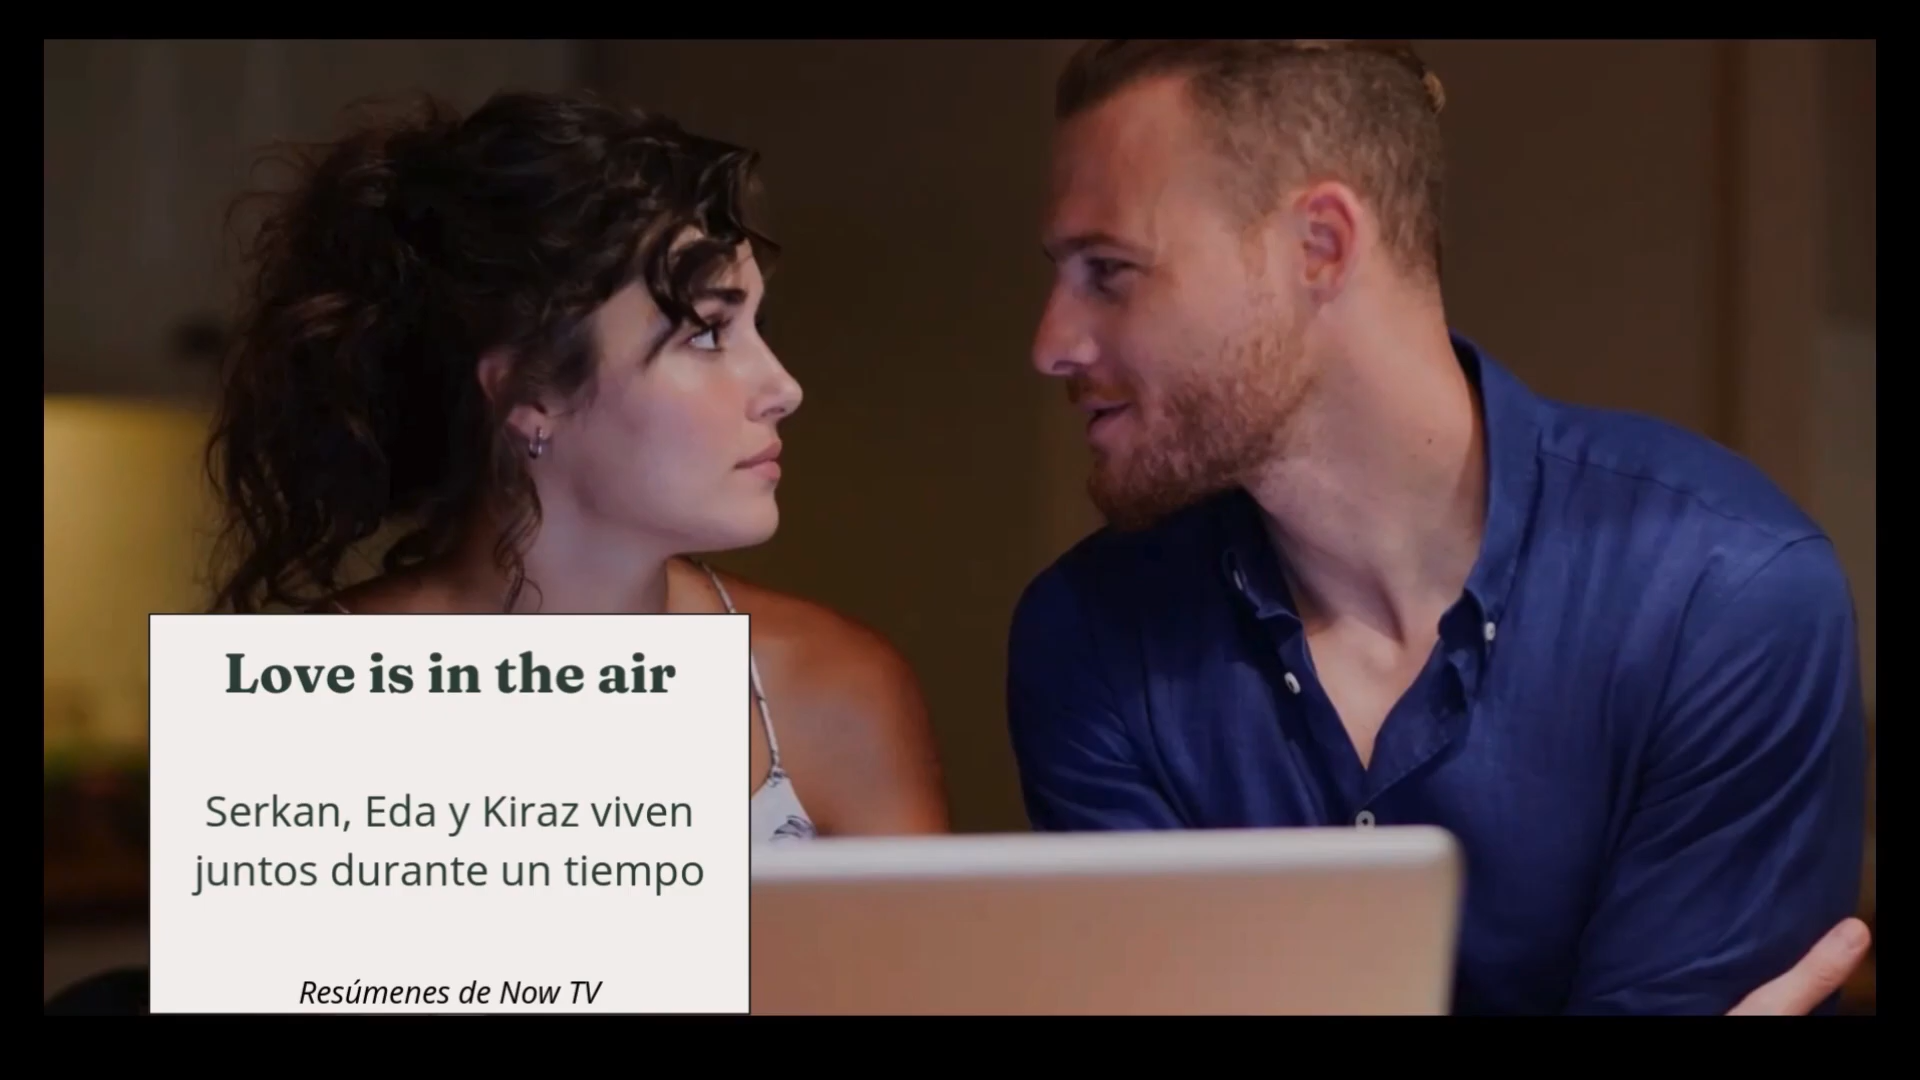 Love is in the air
Serkan, Eda y Kiraz viven
juntos durante un tiempo
Resúmenes de Now TV